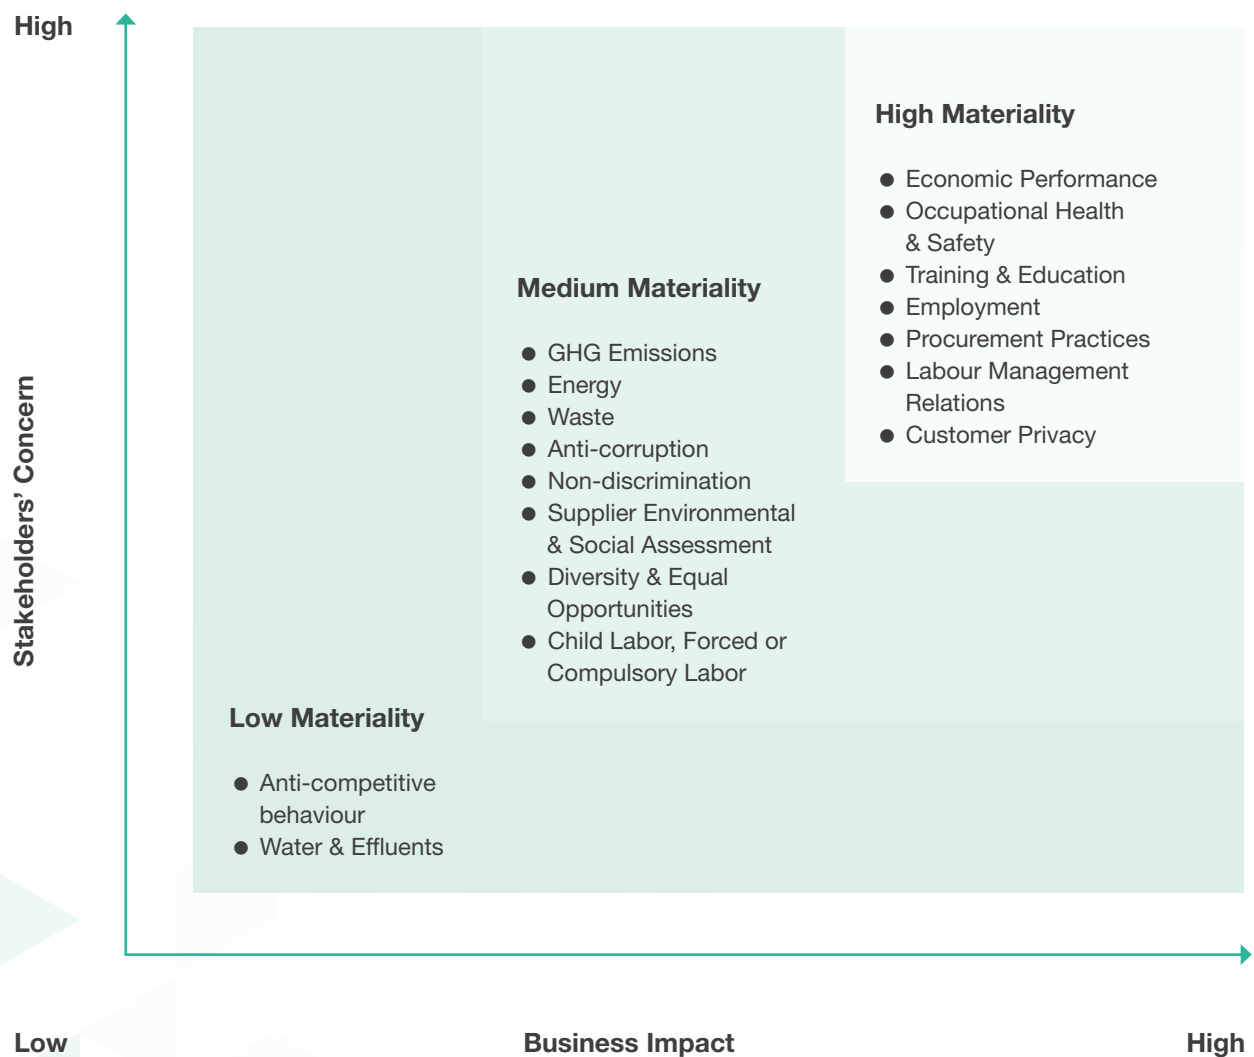 High
High Materiality
● Economic Performance
● Occupational Health
& Safety
● Training & Education
● Employment
● Procurement Practices
● Labour Management
Relations
● Customer Privacy
Medium Materiality
● GHG Emissions
● Energy
● Waste
● Anti-corruption
● Non-discrimination
● Supplier Environmental
& Social Assessment
● Diversity & Equal
Opportunities
● Child Labor, Forced or
Compulsory Labor
Stakeholders’ Concern
Low Materiality
● Anti-competitive
behaviour
● Water & Effluents
Low
Business Impact
High